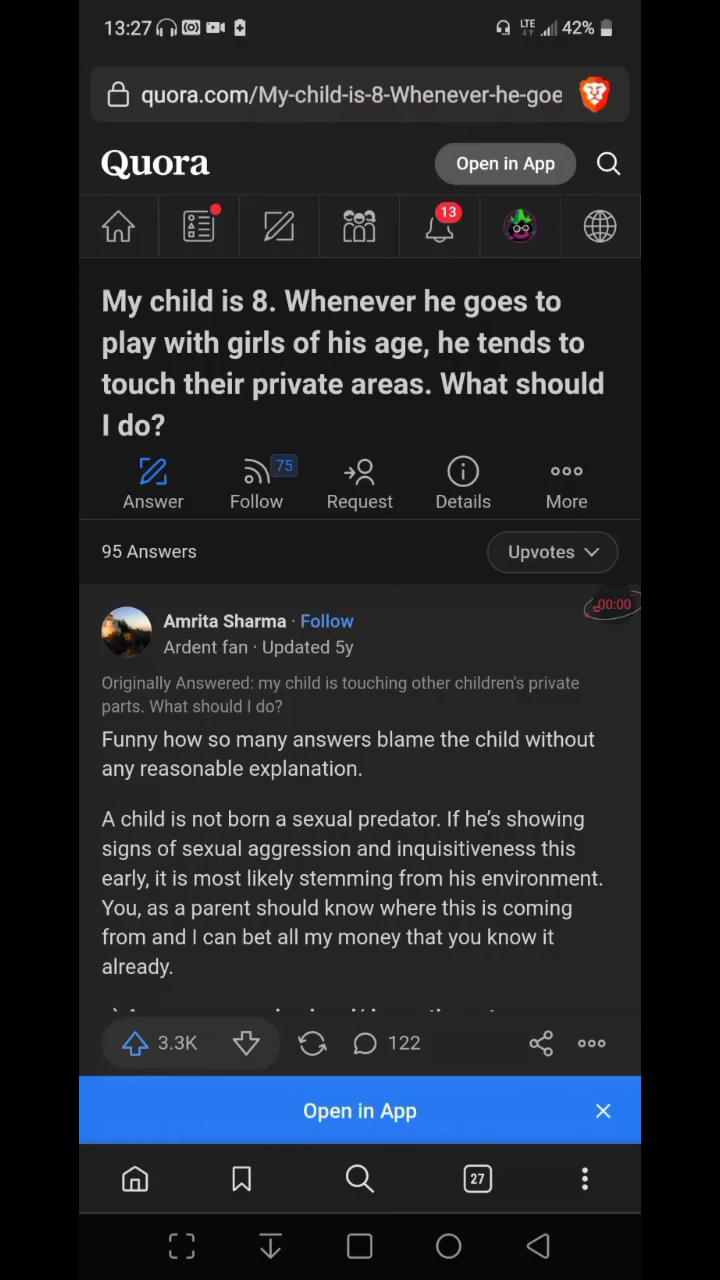 13:27
LTE
42%
quora.com/My-child-is-8-Whenever-he-goe
Quora
Open in App
13
My child is 8. Whenever he goes to
play with girls of his age, he tends to
touch their private areas. What should
I do?
75
Answer
Follow
Request
Details
More
95 Answers
Upvotes
00:00
Amrita Sharma · Follow
Ardent fan · Updated 5y
Originally Answered: my child is touching other children's private
parts. What should I do?
Funny how so many answers blame the child without
any reasonable explanation.
A child is not born a sexual predator. If he’s showing
signs of sexual aggression and inquisitiveness this
early, it is most likely stemming from his environment.
You, as a parent should know where this is coming
from and I can bet all my money that you know it
already.
3.3K
122
Open in App
27